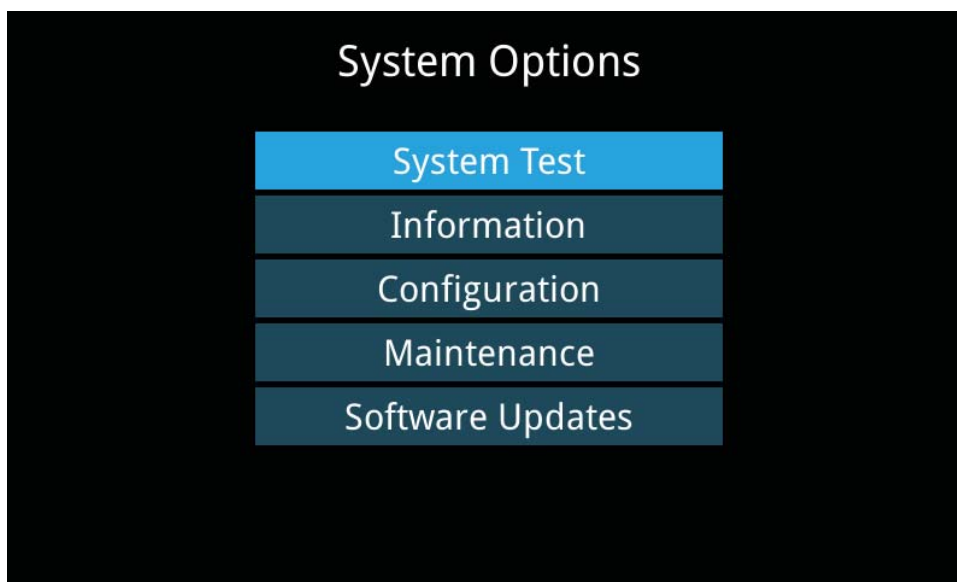 System Options
System Test
Information
Configuration
Maintenance
Software Updates